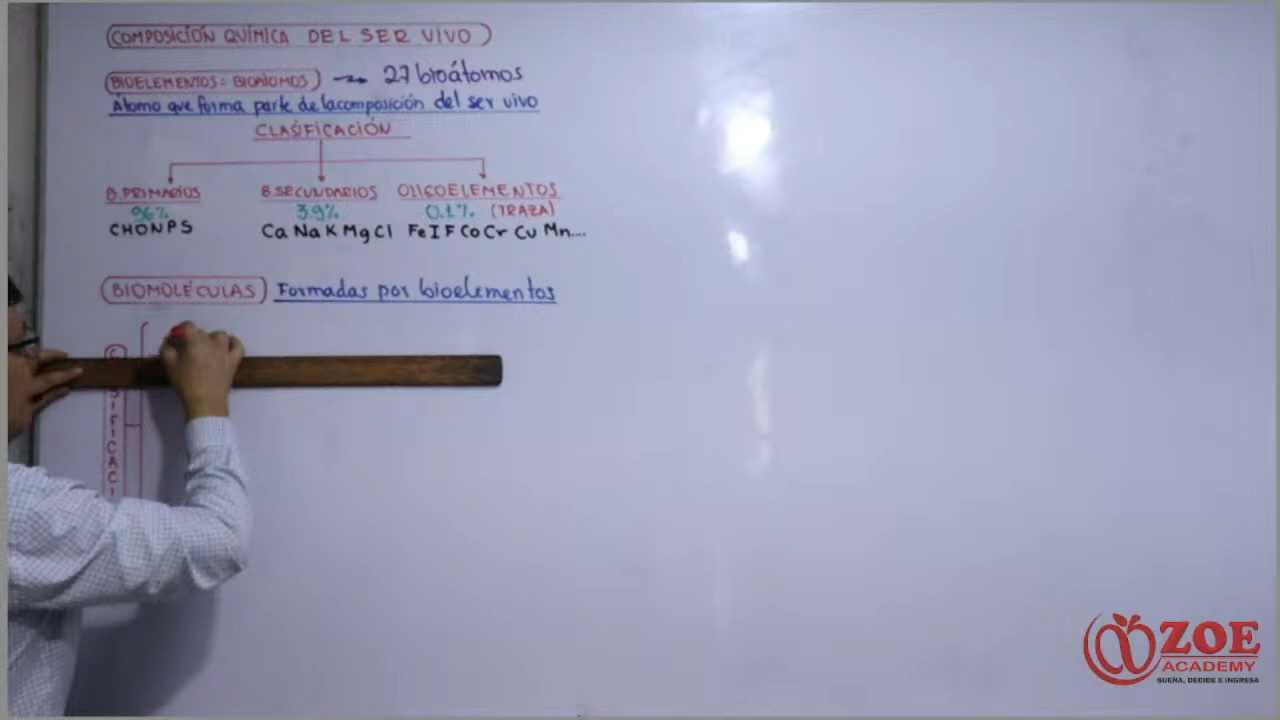 COMPOSICIÓN QUÍMICA DEL SER VIVO
BIOELEMENTOS = BIOÁTOMOS → 27 bioátomos
Átomo que forma parte de la composición del ser vivo
CLASIFICACIÓN
B. PRIMARIOS B. SECUNDARIOS OLIGOELEMENTOS
96% 3.9% 0.1% (TRAZA)
CHONPS Ca Na K Mg Cl Fe I F Co Cr Cu Mn....
BIOMOLÉCULAS Formadas por bioelementos
ZOE
ACADEMY
SUEÑA, DECIDE E INGRESA